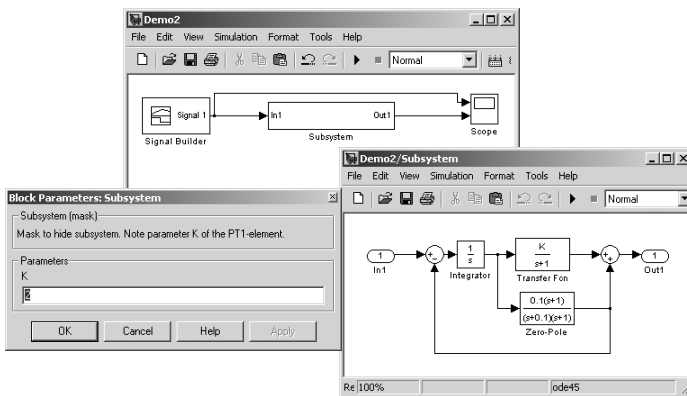 Demo2
File Edit View Simulation Format Tools Help
Normal
Signal 1
Signal Builder
In1
Out1
Subsystem
Scope
Demo2/Subsystem
File Edit View Simulation Format Tools Help
Normal
1
In1
+
−
1
s
Integrator
K
s+1
Transfer Fcn
0.1(s+1)
(s+0.1)(s+1)
Zero-Pole
+
+
1
Out1
100%
ode45
Block Parameters: Subsystem
Subsystem (mask)
Mask to hide subsystem. Note parameter K of the PT1-element.
Parameters
K
2
OK Cancel Help Apply